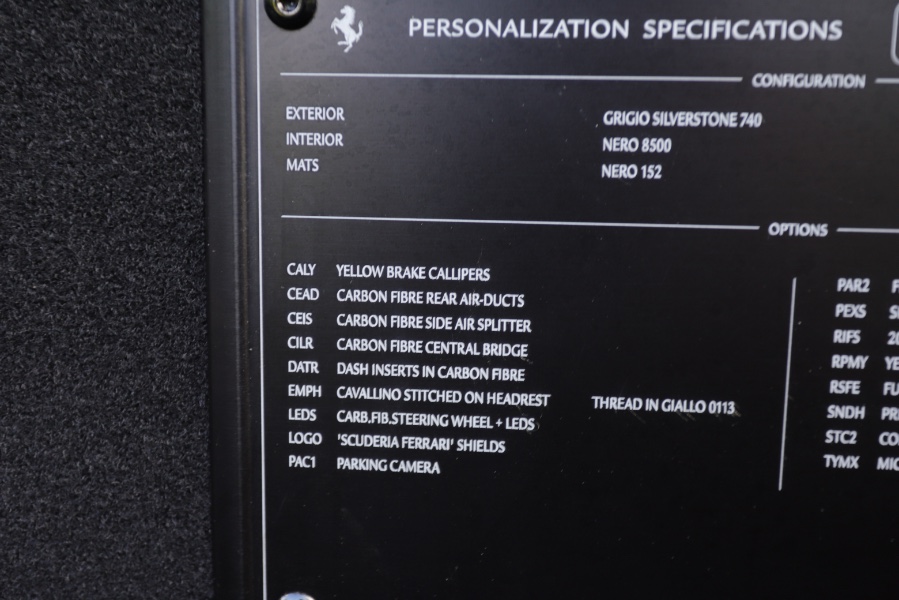 PERSONALIZATION SPECIFICATIONS
CONFIGURATION
EXTERIOR GRIGIO SILVERSTONE 740
INTERIOR NERO 8500
MATS NERO 152
OPTIONS
CALY YELLOW BRAKE CALLIPERS
CEAD CARBON FIBRE REAR AIR-DUCTS
CEIS CARBON FIBRE SIDE AIR SPLITTER
CILR CARBON FIBRE CENTRAL BRIDGE
DATR DASH INSERTS IN CARBON FIBRE
EMPH CAVALLINO STITCHED ON HEADREST THREAD IN GIALLO 0113
LEDS CARB.FIB.STEERING WHEEL + LEDS
LOGO 'SCUDERIA FERRARI' SHIELDS
PAC1 PARKING CAMERA
PAR2
PEXS
RIFS
RPMY
RSFE
SNDH
STC2
TYMX